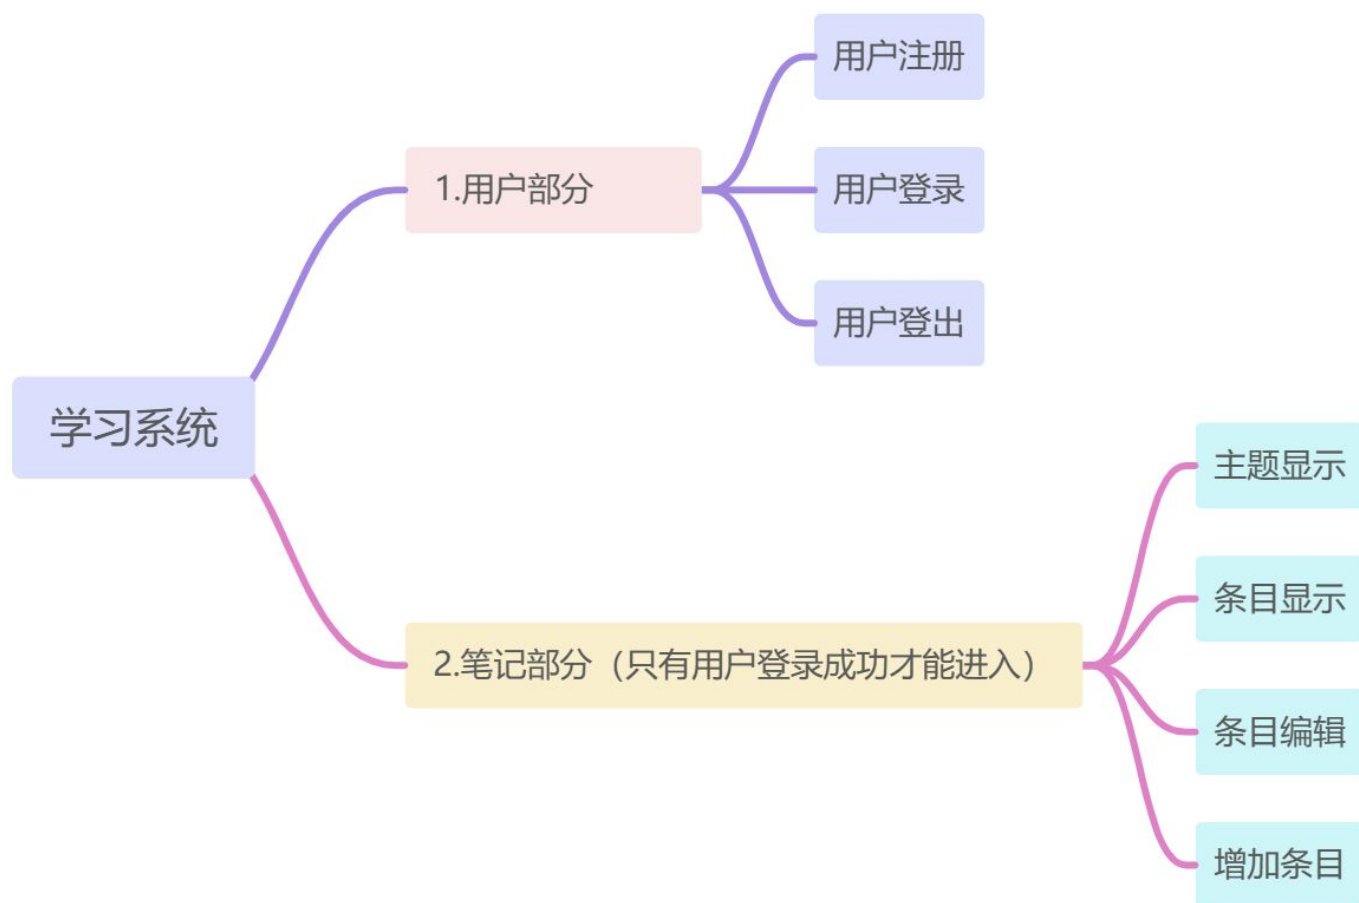 学习系统
1.用户部分
用户注册
用户登录
用户登出
2.笔记部分（只有用户登录成功才能进入）
主题显示
条目显示
条目编辑
增加条目